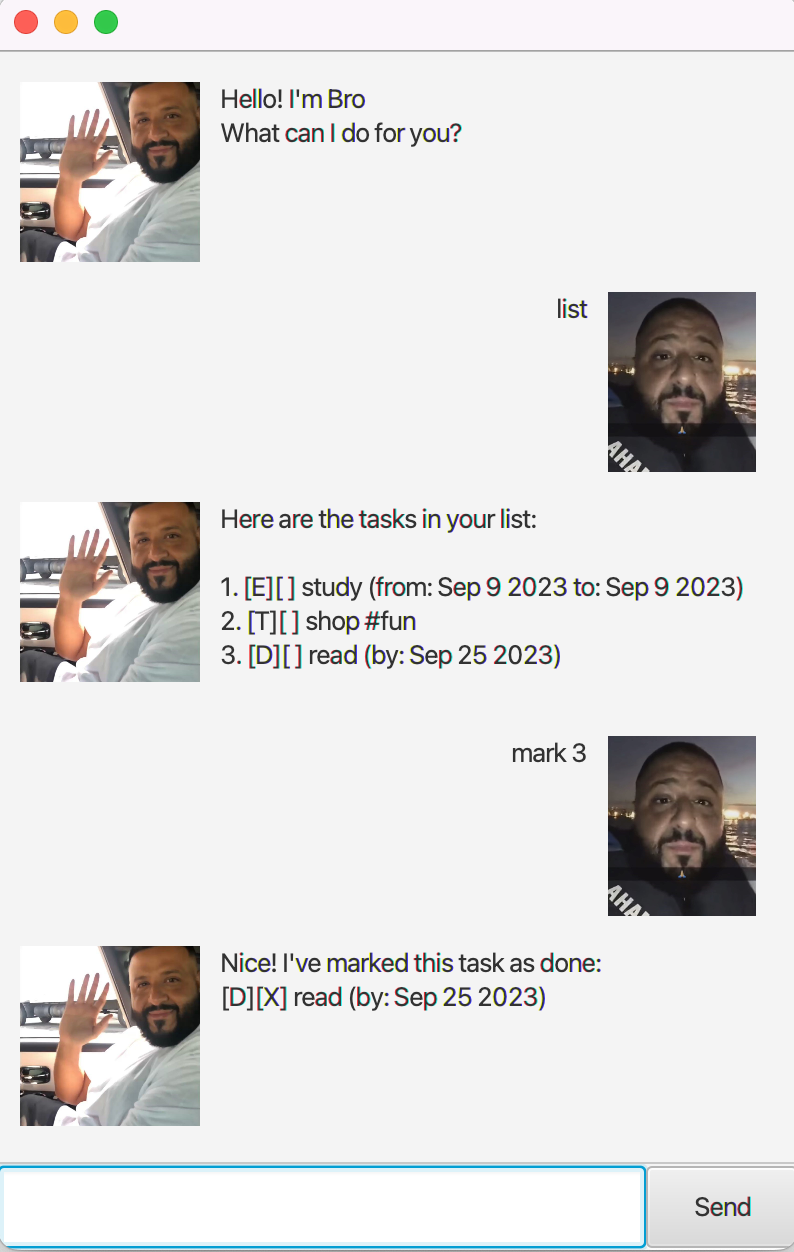 Hello! I'm Bro
What can I do for you?
list
Here are the tasks in your list:
1. [E][ ] study (from: Sep 9 2023 to: Sep 9 2023)
2. [T][ ] shop #fun
3. [D][ ] read (by: Sep 25 2023)
mark 3
Nice! I've marked this task as done:
[D][X] read (by: Sep 25 2023)
Send